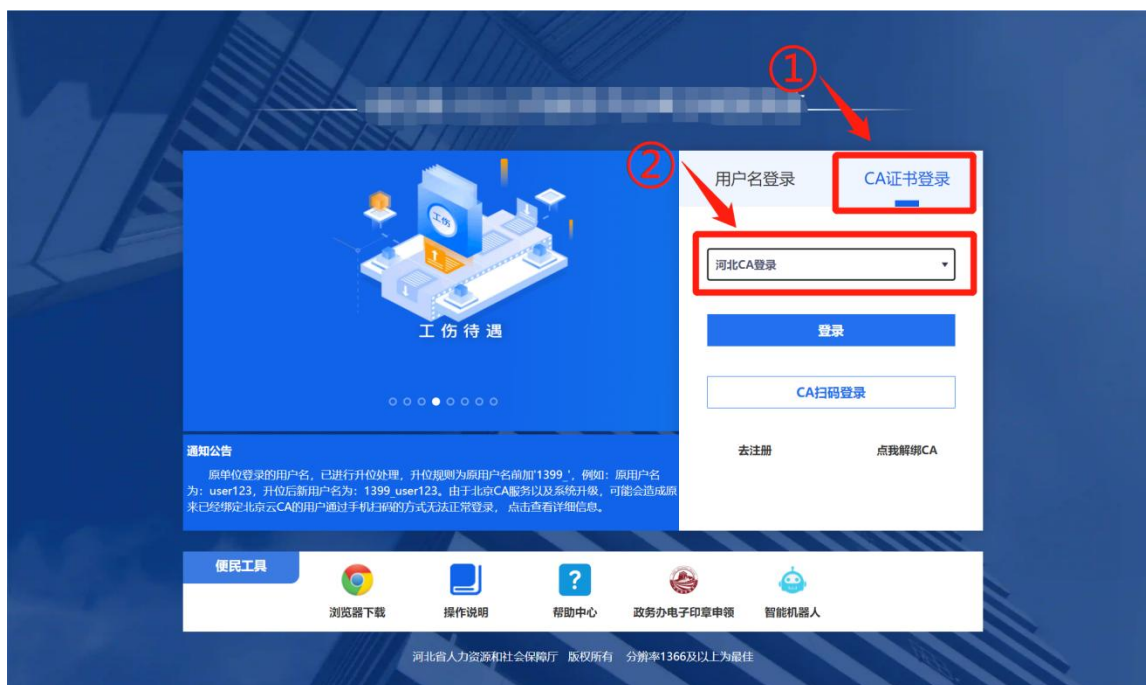 ①
②
用户名登录
CA证书登录
工伤
河北CA登录
工伤待遇
登录
CA扫码登录
去注册
点我解绑CA
通知公告
原单位登录的用户名，已进行升位处理，升位规则为原用户名前加'1399_'，例如：原用户名
为：user123，升位后新用户名为：1399_user123。由于北京CA服务以及系统升级，可能会造成原
来已经绑定北京云CA的用户通过手机扫码的方式无法正常登录， 点击查看详细信息。
便民工具
浏览器下载
操作说明
?
帮助中心
政务办电子印章申领
智能机器人
河北省人力资源和社会保障厅 版权所有 分辨率1366及以上为最佳